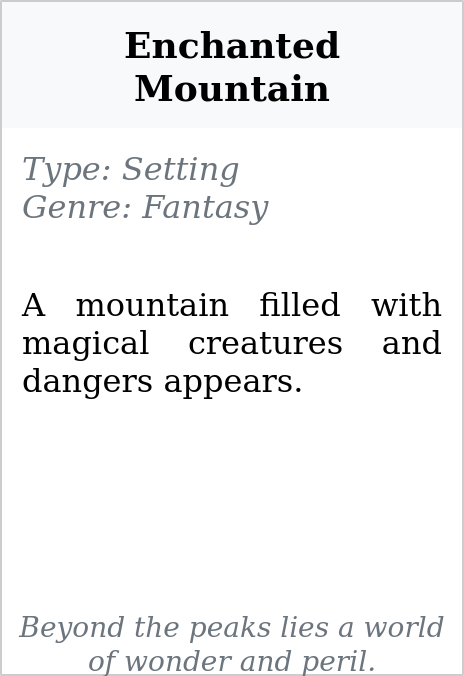 Enchanted
Mountain
Type: Setting
Genre: Fantasy
A mountain filled with
magical creatures and
dangers appears.
Beyond the peaks lies a world
of wonder and peril.